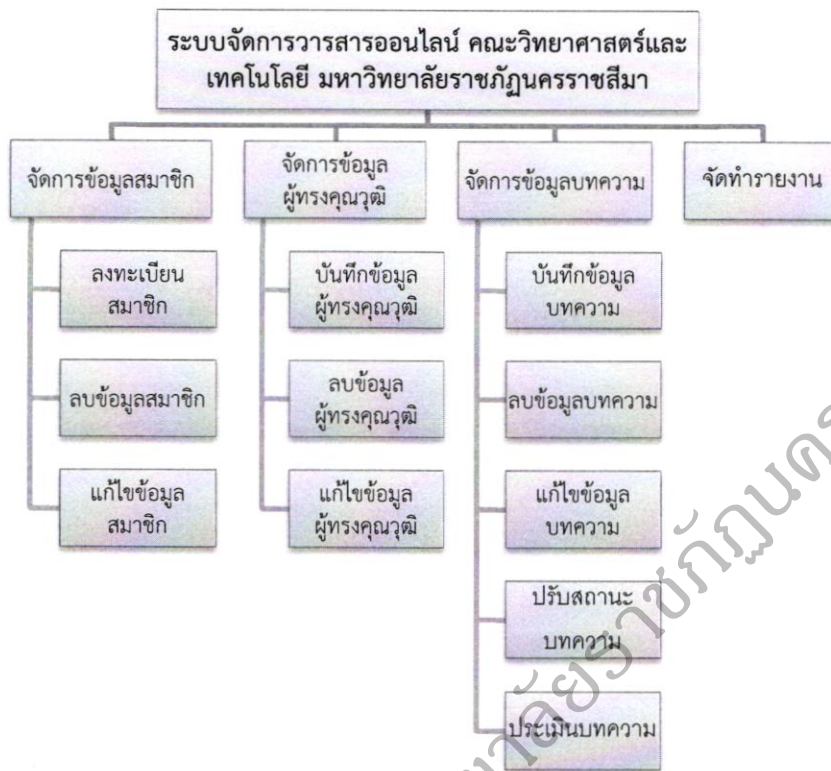 ระบบจัดการวารสารออนไลน์ คณะวิทยาศาสตร์และ
เทคโนโลยี มหาวิทยาลัยราชภัฏนครราชสีมา
จัดการข้อมูลสมาชิก
ลงทะเบียน
สมาชิก
ลบข้อมูลสมาชิก
แก้ไขข้อมูล
สมาชิก
จัดการข้อมูล
ผู้ทรงคุณวุฒิ
บันทึกข้อมูล
ผู้ทรงคุณวุฒิ
ลบข้อมูล
ผู้ทรงคุณวุฒิ
แก้ไขข้อมูล
ผู้ทรงคุณวุฒิ
จัดการข้อมูลบทความ
บันทึกข้อมูล
บทความ
ลบข้อมูลบทความ
แก้ไขข้อมูล
บทความ
ปรับสถานะ
บทความ
ประเมินบทความ
จัดทำรายงาน